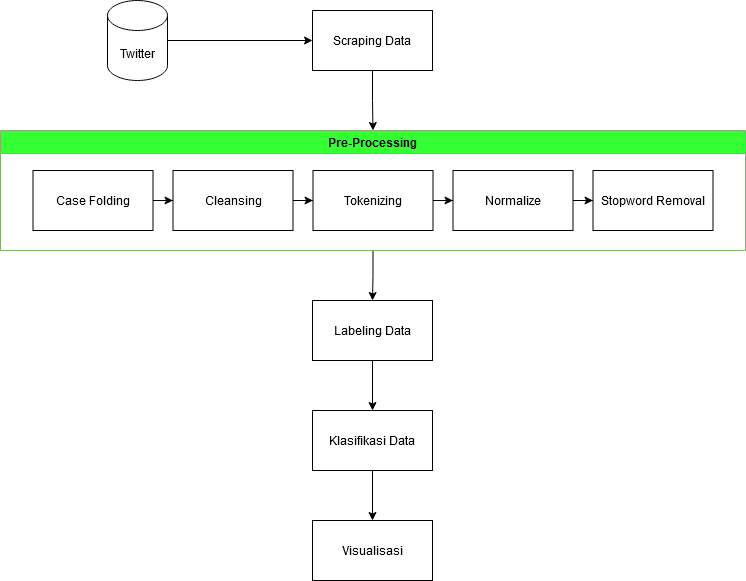 Twitter
Scraping Data
Pre-Processing
Case Folding
Cleansing
Tokenizing
Normalize
Stopword Removal
Labeling Data
Klasifikasi Data
Visualisasi